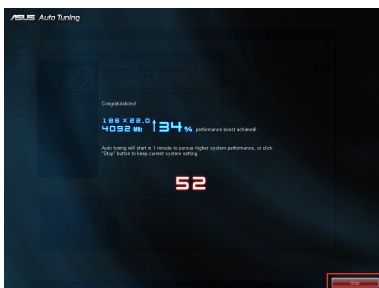 ASUS Auto Tuning
Congratulations!
186 x 22.0
4092 MHz 34% performance boost achieved!
Auto tuning will start in 1 minute to pursue higher system performance, or click
"Stop" button to keep current system setting.
52
Stop